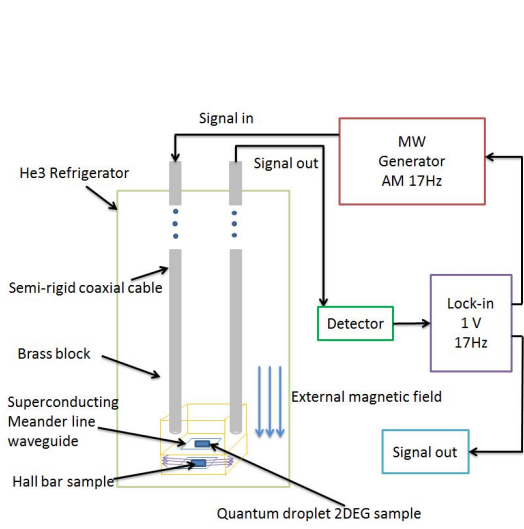 Signal in
MW
Generator
AM 17Hz
Signal out
He3 Refrigerator
Semi-rigid coaxial cable
Lock-in
1 V
17Hz
Detector
Brass block
External magnetic field
Superconducting
Meander line
waveguide
Signal out
Hall bar sample
Quantum droplet 2DEG sample